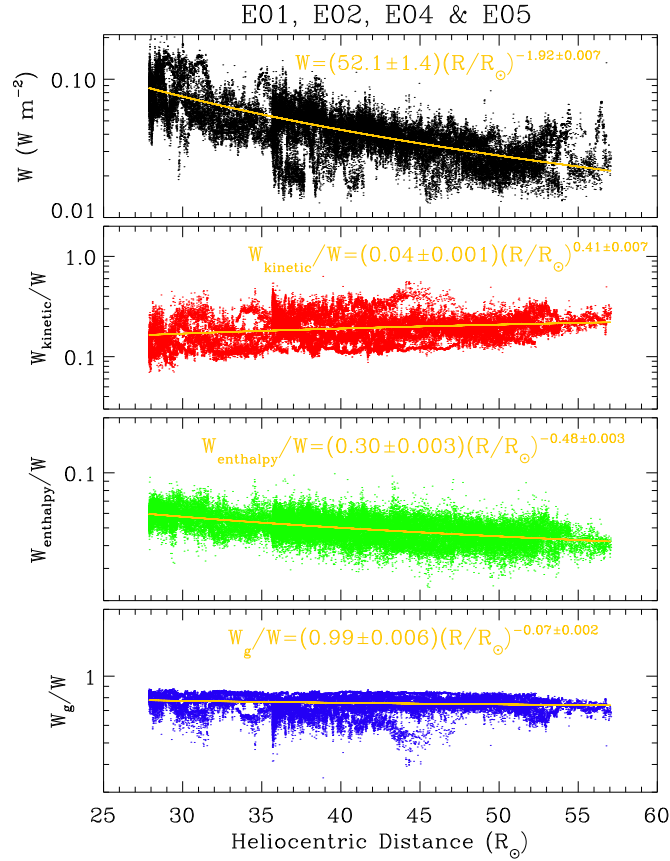 E01, E02, E04 & E05
W=(52.1±1.4)(R/R☉)^−1.92±0.007
0.10
0.01
W (W m^−2)
W_kinetic/W=(0.04±0.001)(R/R☉)^0.41±0.007
1.0
0.1
W_kinetic/W
W_enthalpy/W=(0.30±0.003)(R/R☉)^−0.48±0.003
0.1
W_enthalpy/W
W_g/W=(0.99±0.006)(R/R☉)^−0.07±0.002
1
W_g/W
25 30 35 40 45 50 55 60
Heliocentric Distance (R☉)